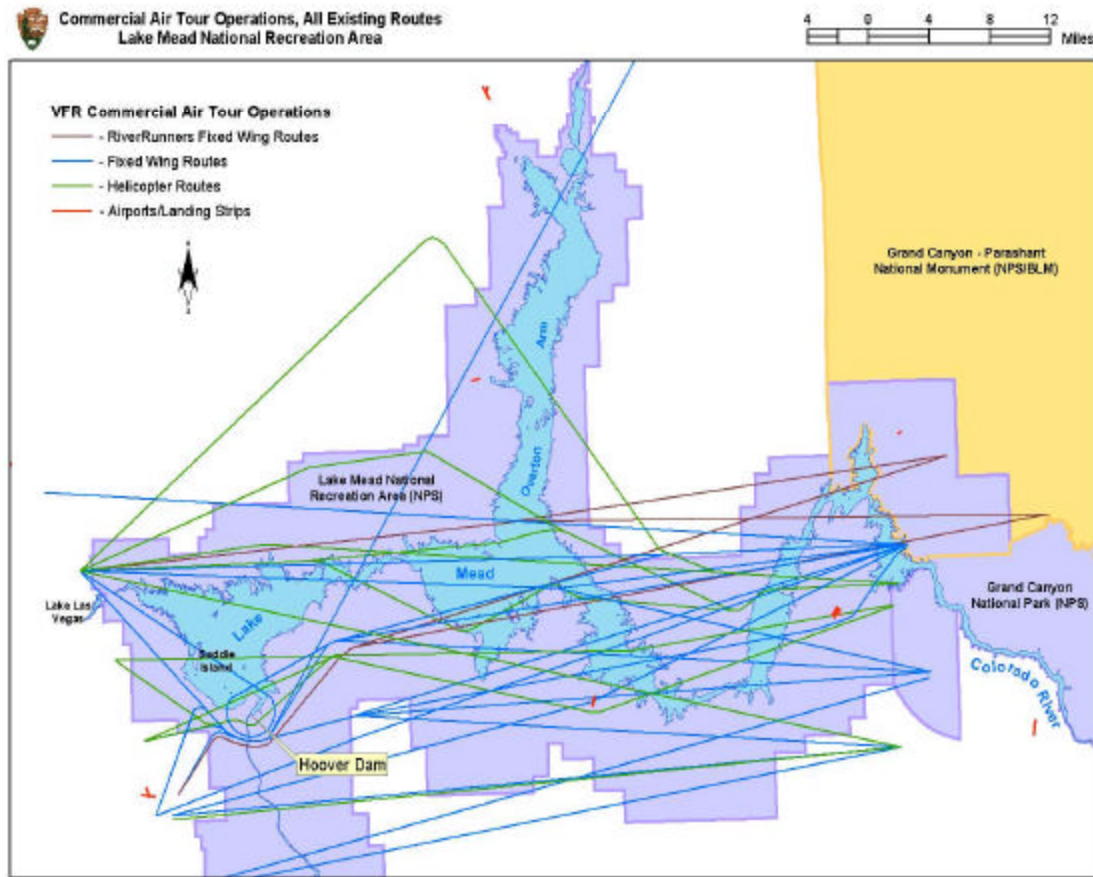 Commercial Air Tour Operations, All Existing Routes
Lake Mead National Recreation Area
4 0 4 8 12
Miles
VFR Commercial Air Tour Operations
- RiverRunners Fixed Wing Routes
- Fixed Wing Routes
- Helicopter Routes
- Airports/Landing Strips
Grand Canyon - Parashant
National Monument (NPS/BLM)
Arm
Overton
Lake Mead National
Recreation Area (NPS)
Mead
Lake
Lake Las
Vegas
Saddle
Island
Grand Canyon
National Park (NPS)
Colorado River
Hoover Dam